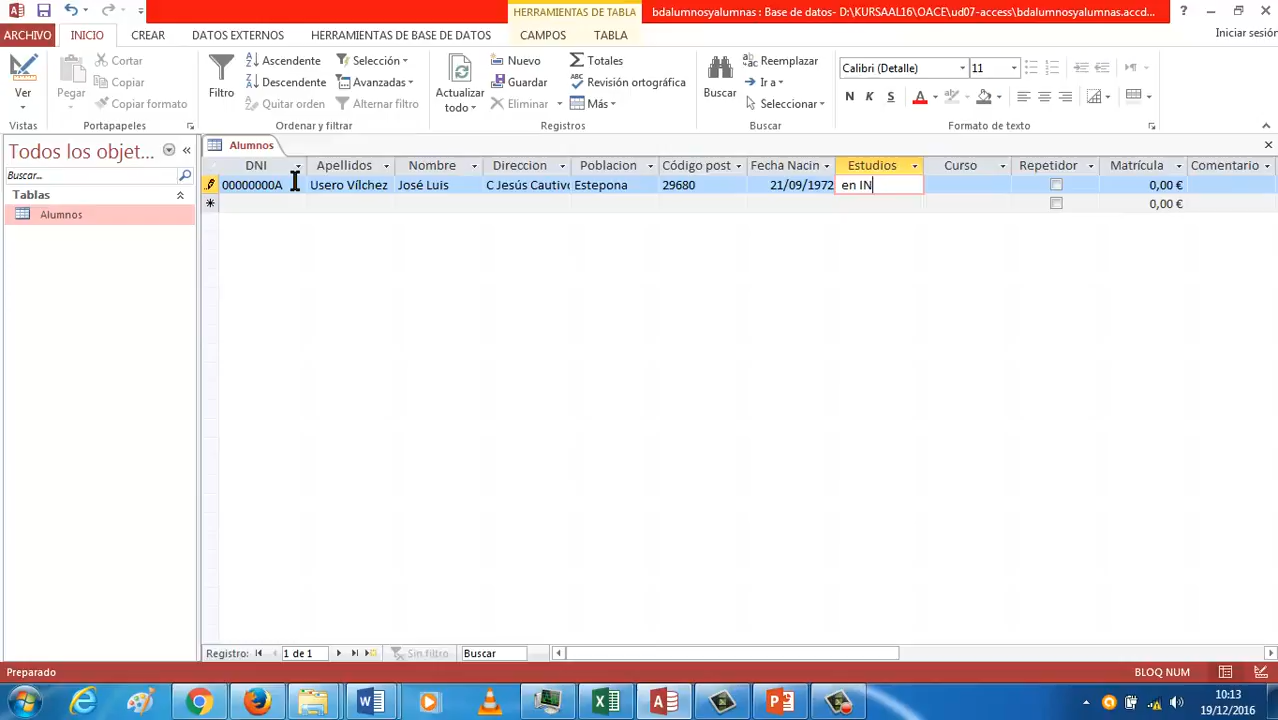 HERRAMIENTAS DE TABLA
bdalumnosyalumnas : Base de datos- D:\KURSAAL16\OACE\ud07-access\bdalumnosyalumnas.accd...
?
ARCHIVO INICIO CREAR DATOS EXTERNOS HERRAMIENTAS DE BASE DE DATOS CAMPOS TABLA
Iniciar sesión
Ver
Vistas
Pegar
Cortar
Copiar
Copiar formato
Portapapeles
Filtro
Ascendente
Descendente
Quitar orden
Selección
Avanzadas
Alternar filtro
Ordenar y filtrar
Actualizar
todo
Nuevo
Guardar
Eliminar
Totales
Revisión ortográfica
Más
Registros
Buscar
Reemplazar
Ir a
Seleccionar
Buscar
Calibri (Detalle) 11
N K S
Formato de texto
Todos los objet...
Buscar...
Tablas
Alumnos
Alumnos
DNI Apellidos Nombre Direccion Poblacion Código post Fecha Nacin Estudios Curso Repetidor Matrícula Comentario
00000000A Usero Vílchez José Luis C Jesús Cautivo Estepona 29680 21/09/1972 en IN 0,00 €
0,00 €
Registro: 1 de 1 Sin filtro Buscar
Preparado
BLOQ NUM
10:13
19/12/2016